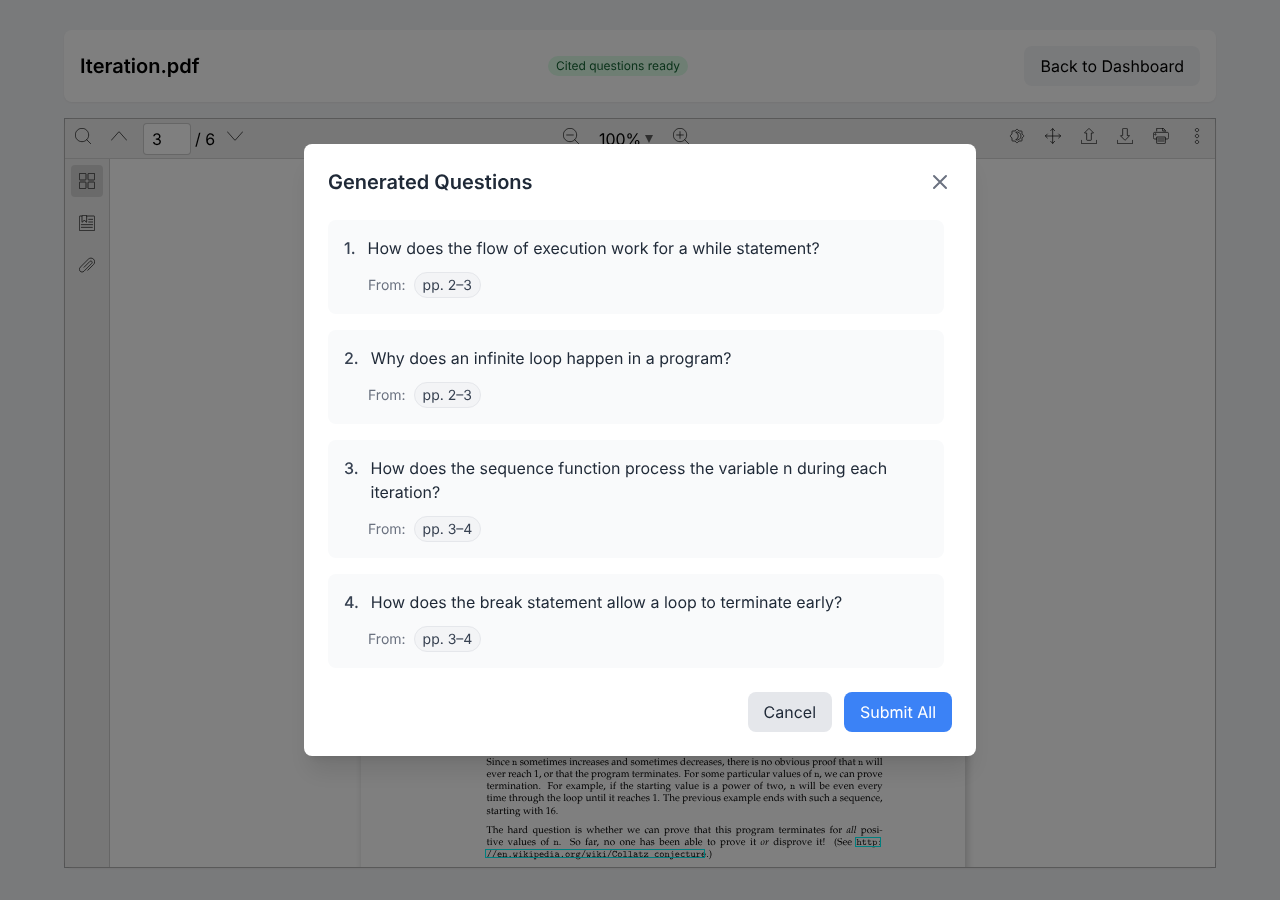 Iteration.pdf
Cited questions ready
Back to Dashboard
3
/ 6
100%
Generated Questions
1. How does the flow of execution work for a while statement?
From: pp. 2–3
2. Why does an infinite loop happen in a program?
From: pp. 2–3
3. How does the sequence function process the variable n during each
iteration?
From: pp. 3–4
4. How does the break statement allow a loop to terminate early?
From: pp. 3–4
Cancel
Submit All
Since n sometimes increases and sometimes decreases, there is no obvious proof that n will
ever reach 1, or that the program terminates. For some particular values of n, we can prove
termination. For example, if the starting value is a power of two, n will be even every
time through the loop until it reaches 1. The previous example ends with such a sequence,
starting with 16.
The hard question is whether we can prove that this program terminates for all posi-
tive values of n. So far, no one has been able to prove it or disprove it! (See http:
//en.wikipedia.org/wiki/Collatz_conjecture.)